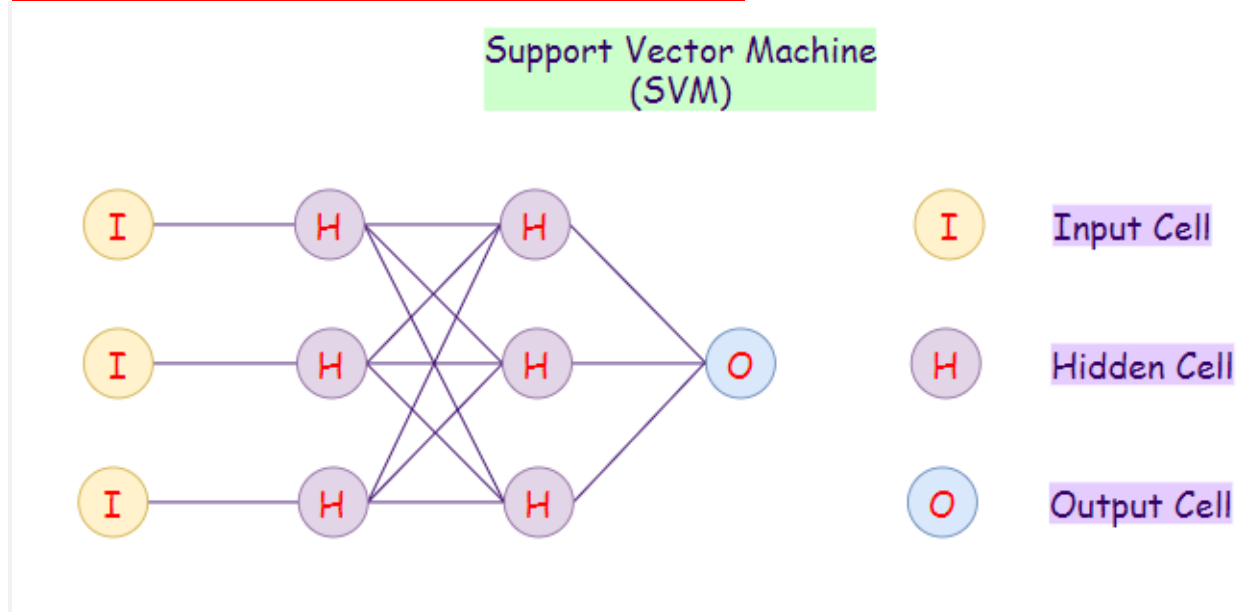 Support Vector Machine
(SVM)
I H H I Input Cell
I H H O H Hidden Cell
I H H O Output Cell